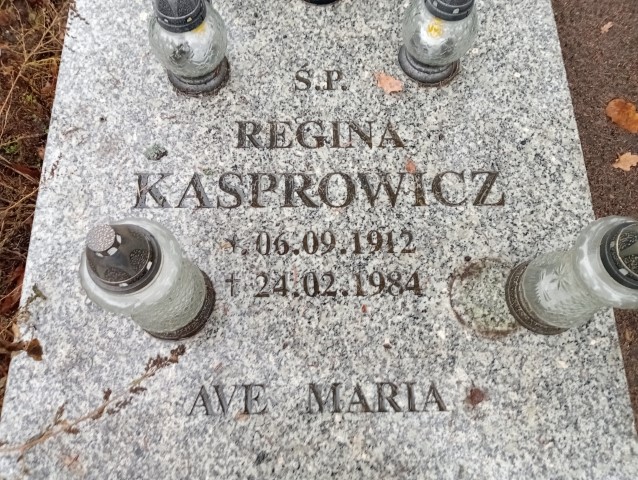 Ś.P.
REGINA
KASPROWICZ
*.06.09.1912
† 24.02.1984
AVE MARIA